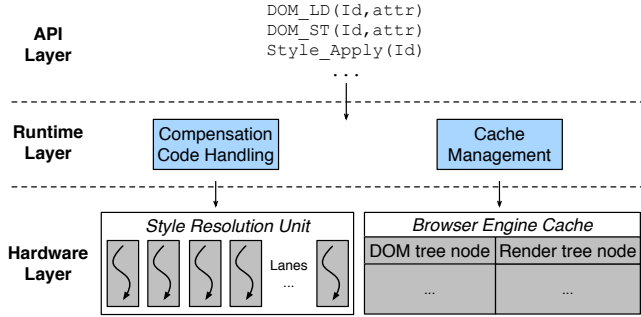 API
Layer
DOM_LD(Id,attr)
DOM_ST(Id,attr)
Style_Apply(Id)
...
Runtime
Layer
Compensation
Code Handling
Cache
Management
Hardware
Layer
Style Resolution Unit
Lanes
...
Browser Engine Cache
DOM tree node
Render tree node
...
...